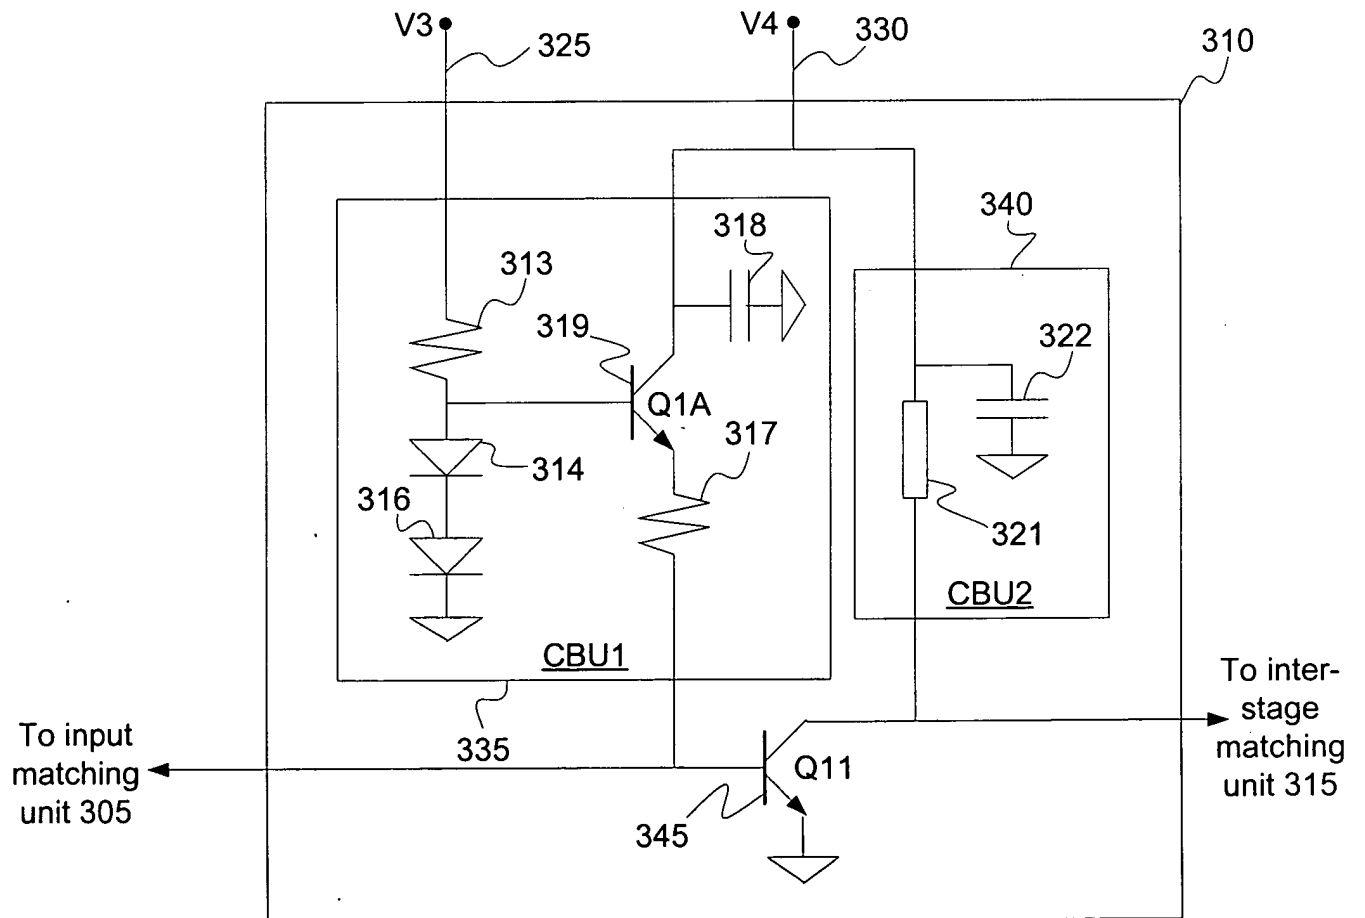 V3
325
V4
330
310
340
318
313
319
322
Q1A
317
314
316
321
CBU2
CBU1
To inter-
stage
matching
unit 315
To input
matching
unit 305
335
Q11
345